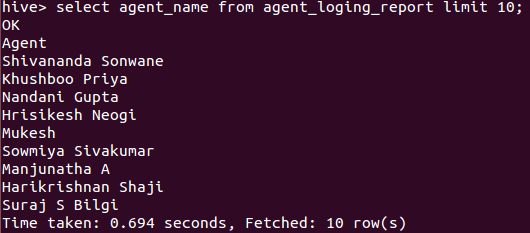 hive> select agent_name from agent_loging_report limit 10;
OK
Agent
Shivananda Sonwane
Khushboo Priya
Nandani Gupta
Hrisikesh Neogi
Mukesh
Sowmiya Sivakumar
Manjunatha A
Harikrishnan Shaji
Suraj S Bilgi
Time taken: 0.694 seconds, Fetched: 10 row(s)